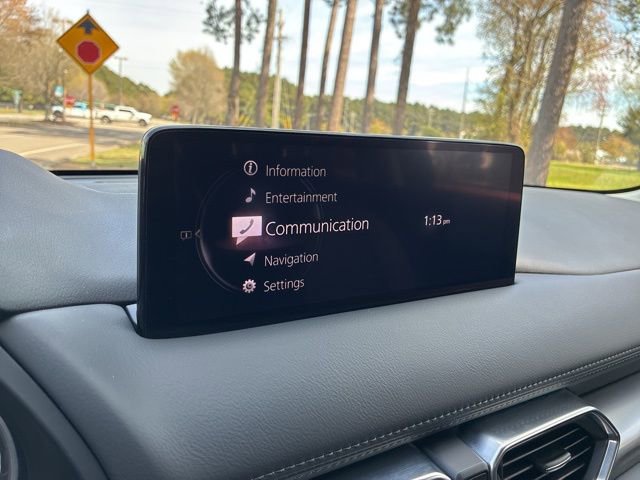 Information
Entertainment
Communication
1:13 pm
Navigation
Settings